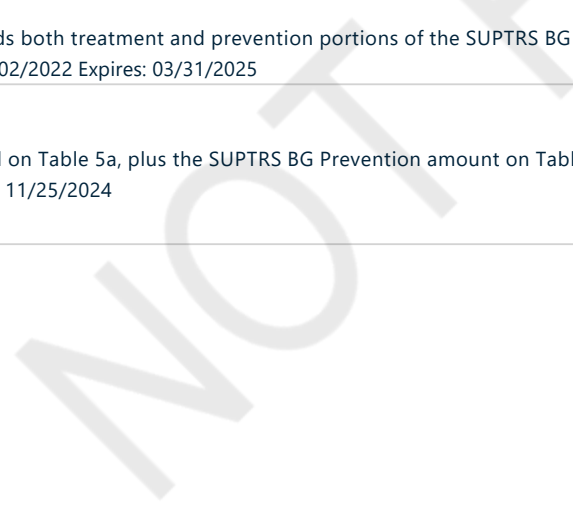 ds both treatment and prevention portions of the SUPTRS BG
02/2022 Expires: 03/31/2025
on Table 5a, plus the SUPTRS BG Prevention amount on Tabl
11/25/2024
NOT